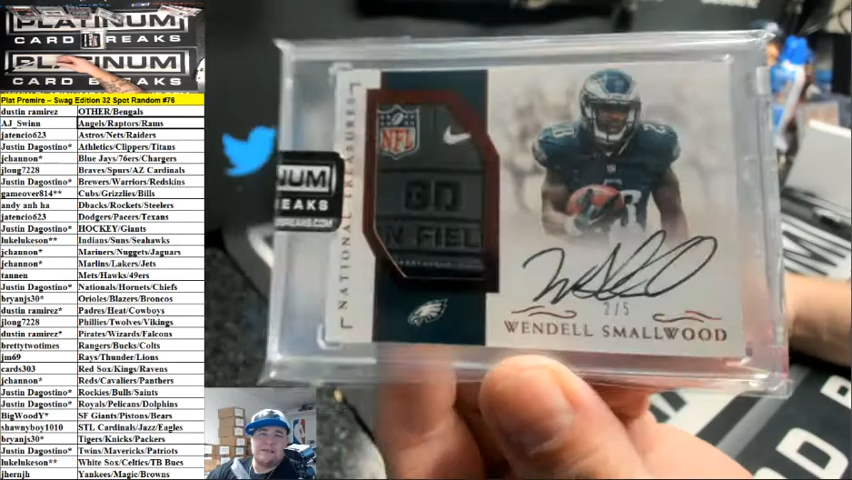 PLATINUM
CARD BREAKS
PLATINUM
CARD BREAKS
Plat Premire – Swag Edition 32 Spot Random #76
dustin ramirez OTHER/Bengals
AJ_Swinn Angels/Raptors/Rams
jatencio623 Astros/Nets/Raiders
Justin Dagostino* Athletics/Clippers/Titans
jchannon* Blue Jays/76ers/Chargers
jlong7228 Braves/Spurs/AZ Cardinals
Justin Dagostino* Brewers/Warriors/Redskins
gameover814** Cubs/Grizzlies/Bills
andy anh ha Dbacks/Rockets/Steelers
jatencio623 Dodgers/Pacers/Texans
Justin Dagostino* HOCKEY/Giants
lukelukeson** Indians/Suns/Seahawks
jchannon* Mariners/Nuggets/Jaguars
jchannon* Marlins/Lakers/Jets
tannen Mets/Hawks/49ers
Justin Dagostino* Nationals/Hornets/Chiefs
bryanjs30* Orioles/Blazers/Broncos
dustin ramirez* Padres/Heat/Cowboys
jlong7228 Phillies/Twolves/Vikings
dustin ramirez* Pirates/Wizards/Falcons
brettytwotimes Rangers/Bucks/Colts
jm69 Rays/Thunder/Lions
cards303 Red Sox/Kings/Ravens
jchannon* Reds/Cavaliers/Panthers
Justin Dagostino* Rockies/Bulls/Saints
Justin Dagostino* Royals/Pelicans/Dolphins
BigWoodY* SF Giants/Pistons/Bears
shawnyboy1010 STL Cardinals/Jazz/Eagles
bryanjs30* Tigers/Knicks/Packers
Justin Dagostino* Twins/Mavericks/Patriots
lukelukeson** White Sox/Celtics/TB Bucs
jhernjh Yankees/Magic/Browns
NUM
REAKS
REAKS.COM
NATIONAL TREASURES
NFL
N FIEL
28
2/5
WENDELL SMALLWOOD